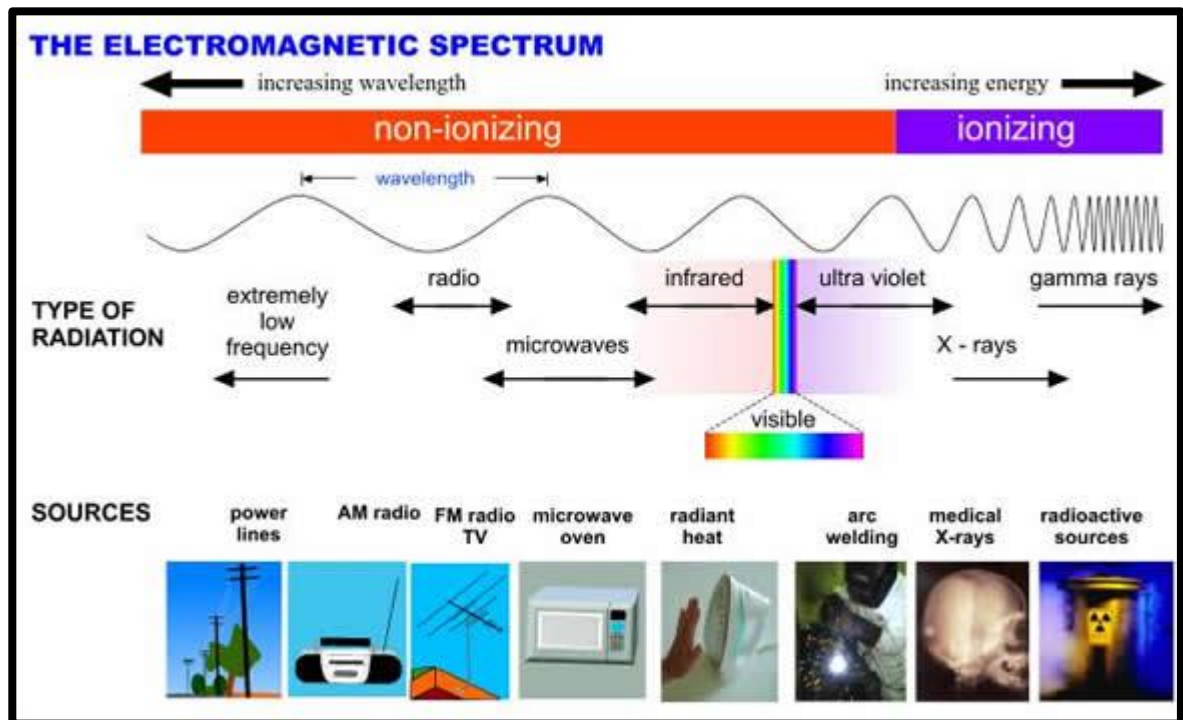 THE ELECTROMAGNETIC SPECTRUM
increasing wavelength
increasing energy
non-ionizing
ionizing
wavelength
TYPE OF
RADIATION
extremely
low
frequency
radio
microwaves
infrared
visible
ultra violet
X - rays
gamma rays
SOURCES
power
lines
AM radio
FM radio
TV
microwave
oven
radiant
heat
arc
welding
medical
X-rays
radioactive
sources